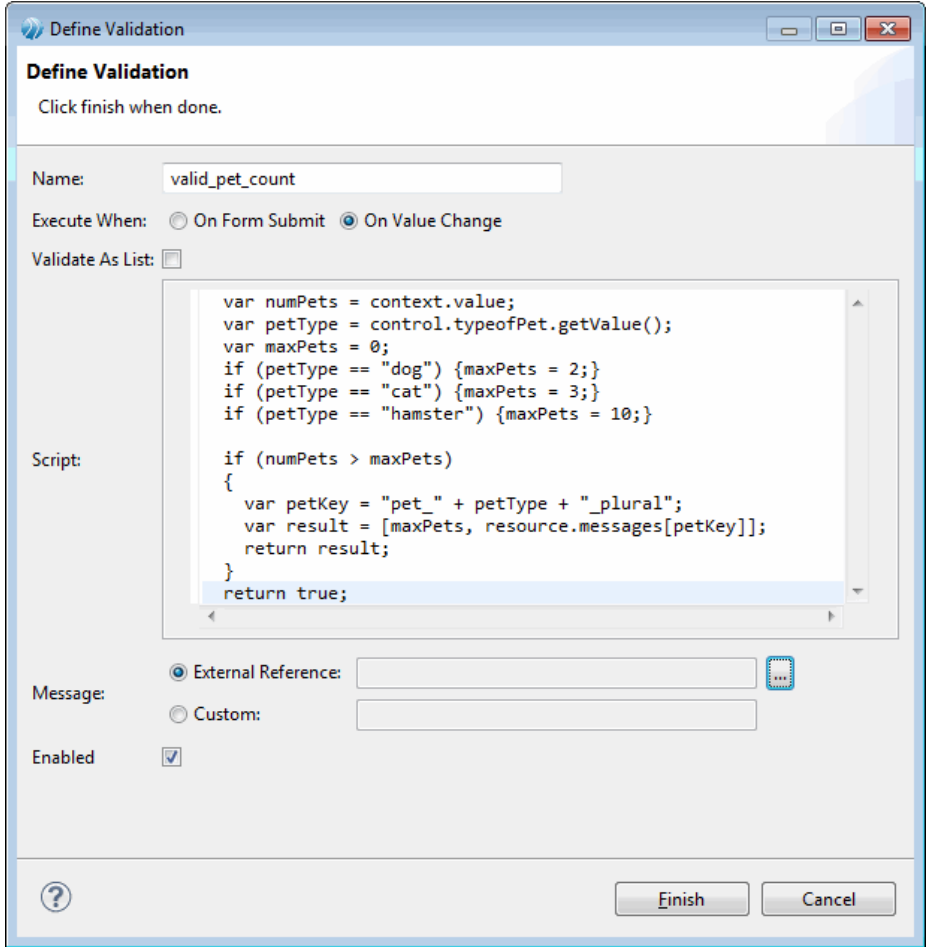 Define Validation
Define Validation
Click finish when done.
Name: valid_pet_count
Execute When: On Form Submit On Value Change
Validate As List:
var numPets = context.value;
var petType = control.typeofPet.getValue();
var maxPets = 0;
if (petType == "dog") {maxPets = 2;}
if (petType == "cat") {maxPets = 3;}
if (petType == "hamster") {maxPets = 10;}
Script: if (numPets > maxPets)
{
var petKey = "pet_" + petType + "_plural";
var result = [maxPets, resource.messages[petKey]];
return result;
}
return true;
External Reference: ...
Message:
Custom:
Enabled
?
Finish Cancel